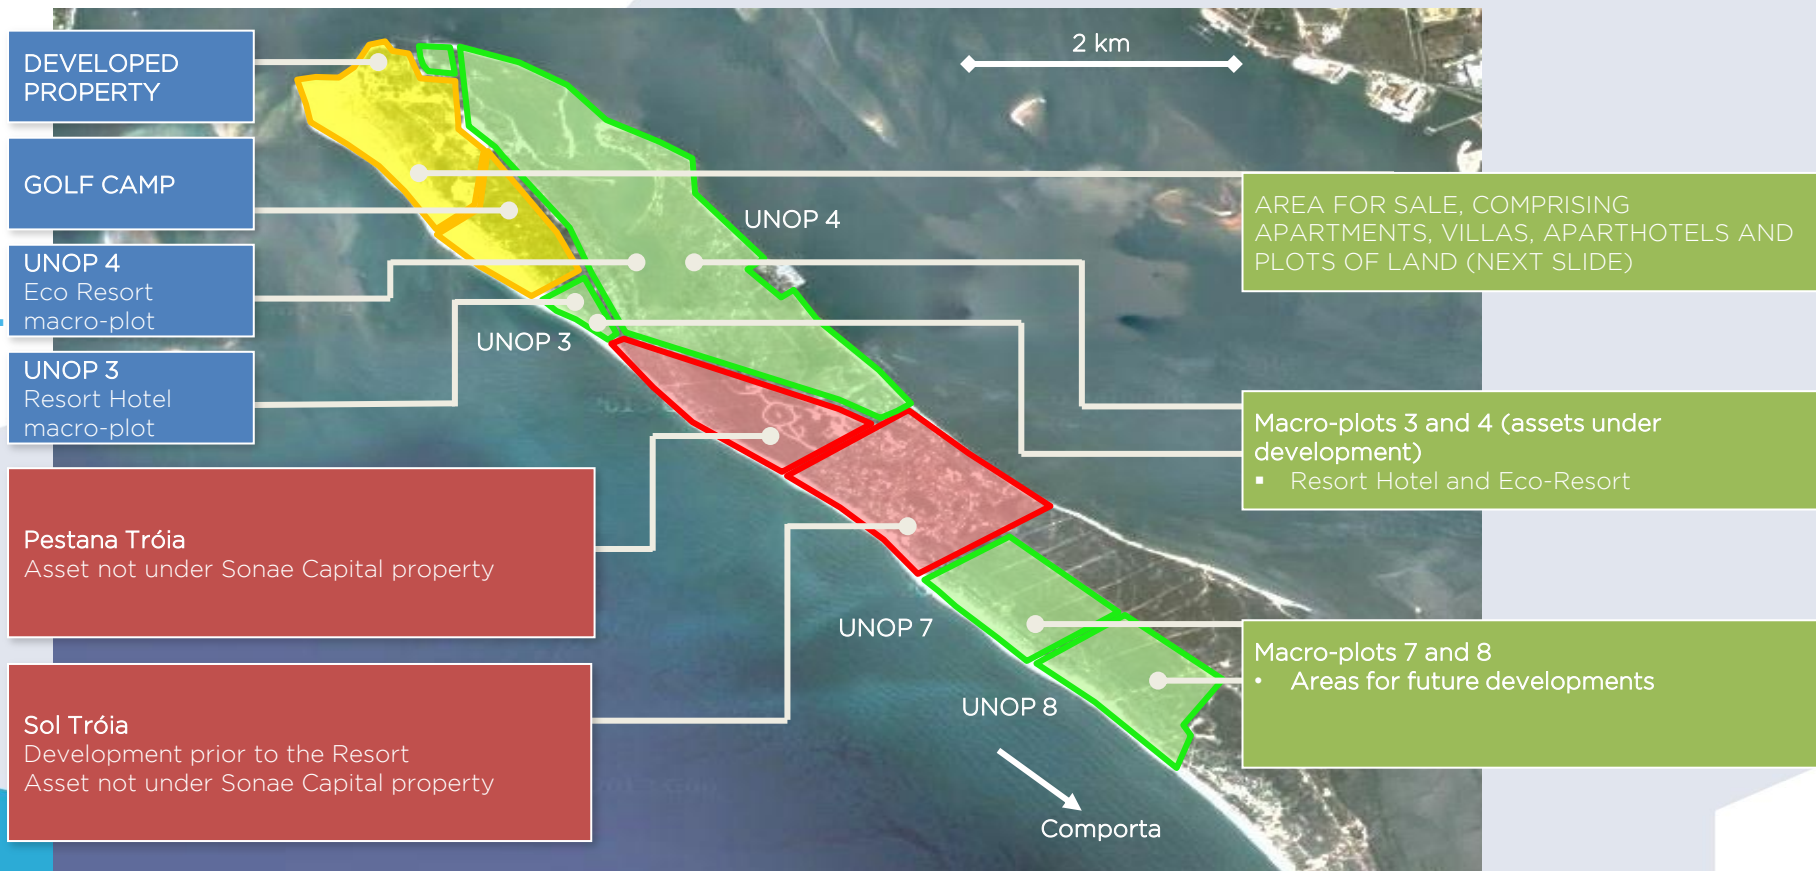 DEVELOPED
PROPERTY
GOLF CAMP
UNOP 4
Eco Resort
macro-plot
UNOP 3
Resort Hotel
macro-plot
Pestana Tróia
Asset not under Sonae Capital property
Sol Tróia
Development prior to the Resort
Asset not under Sonae Capital property
2 km
UNOP 4
UNOP 3
UNOP 7
UNOP 8
Comporta
AREA FOR SALE, COMPRISING
APARTMENTS, VILLAS, APARTHOTELS AND
PLOTS OF LAND (NEXT SLIDE)
Macro-plots 3 and 4 (assets under
development)
▪ Resort Hotel and Eco-Resort
Macro-plots 7 and 8
• Areas for future developments